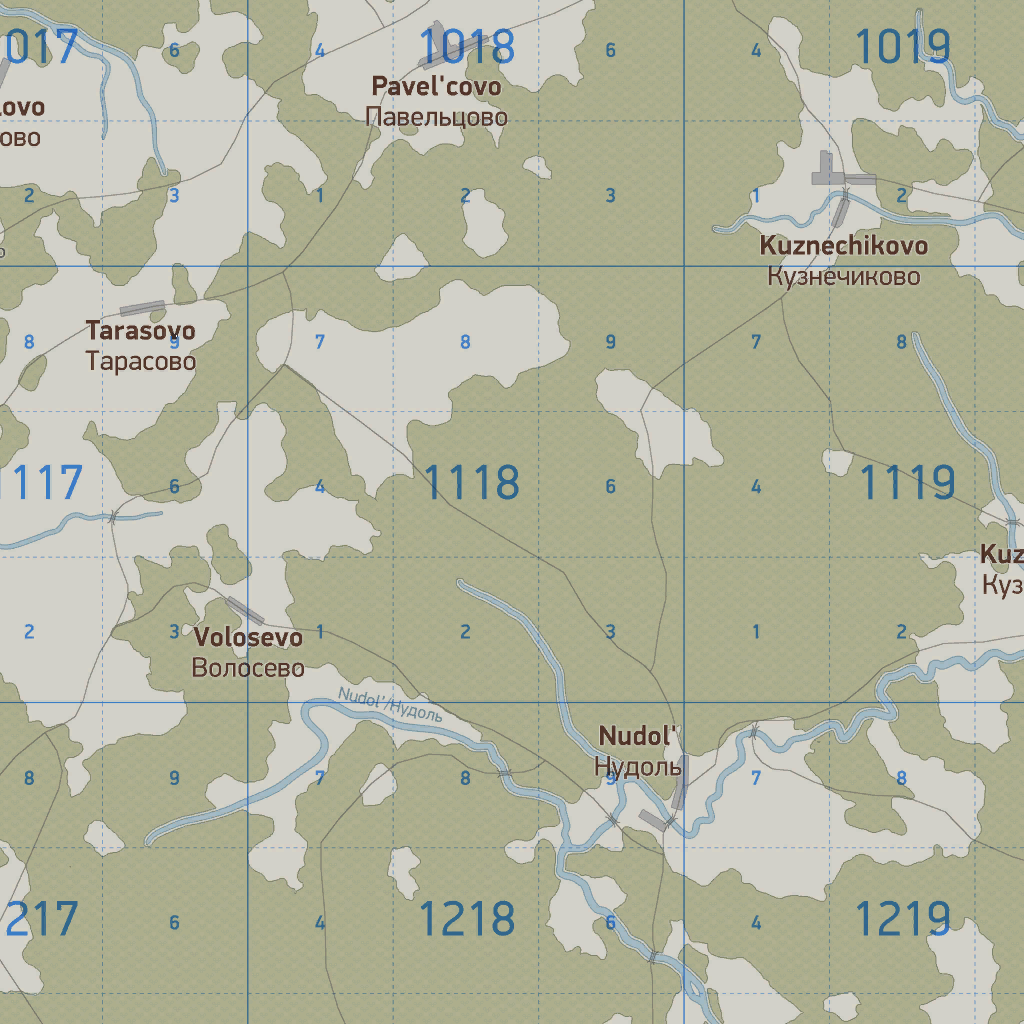 017 6 4 1018 6 4 1019
Pavel'covo
Павельцово
lovo
ово
2 3 1 2 3 1 2
Kuznechikovo
Кузнечиково
о
Tarasovo
Тарасово
8 9 7 8 9 7 8
1117 6 4 1118 6 4 1119
Kuz
Куз
2 3 1 2 3 1 2
Volosevo
Волосево
Nudol'/Нудоль
Nudol'
Нудоль
8 9 7 8 9 7 8
217 6 4 1218 6 4 1219